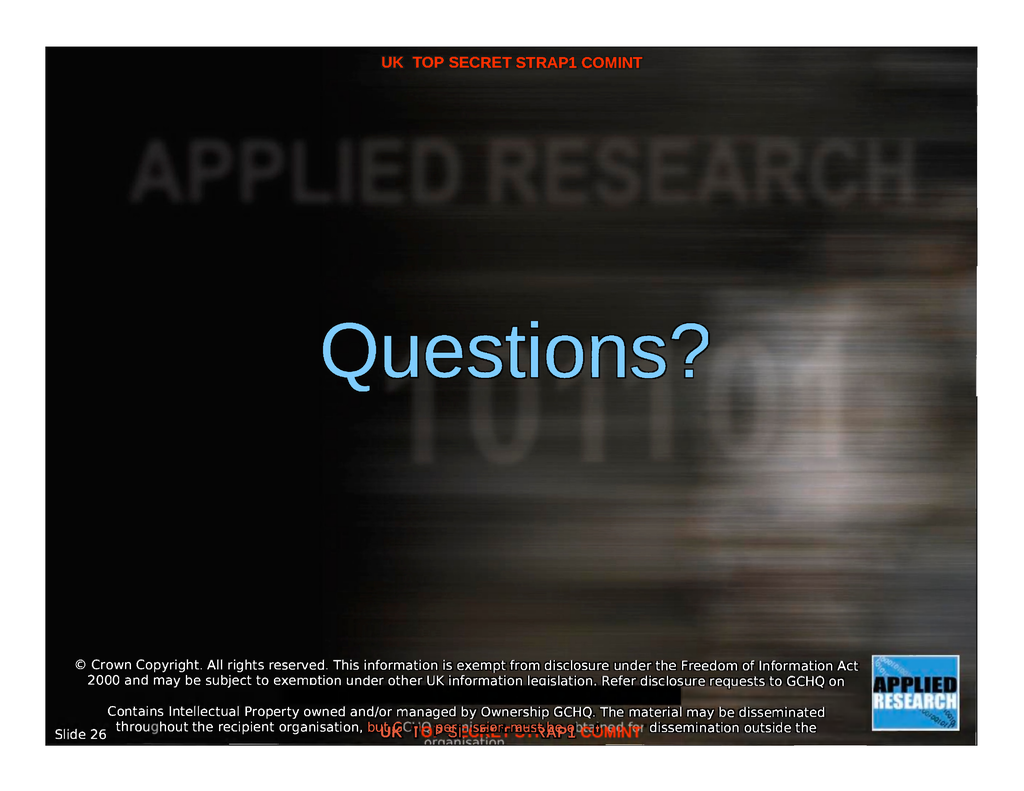 UK TOP SECRET STRAP1 COMINT
APPLIED RESEARCH
Questions?
101101
© Crown Copyright. All rights reserved. This information is exempt from disclosure under the Freedom of Information Act
2000 and may be subject to exemption under other UK information legislation. Refer disclosure requests to GCHQ on
Contains Intellectual Property owned and/or managed by Ownership GCHQ. The material may be disseminated
throughout the recipient organisation, but GCHQ permission must be obtained for dissemination outside the
organisation
UK TOP SECRET STRAP1 COMINT
Slide 26
APPLIED
RESEARCH